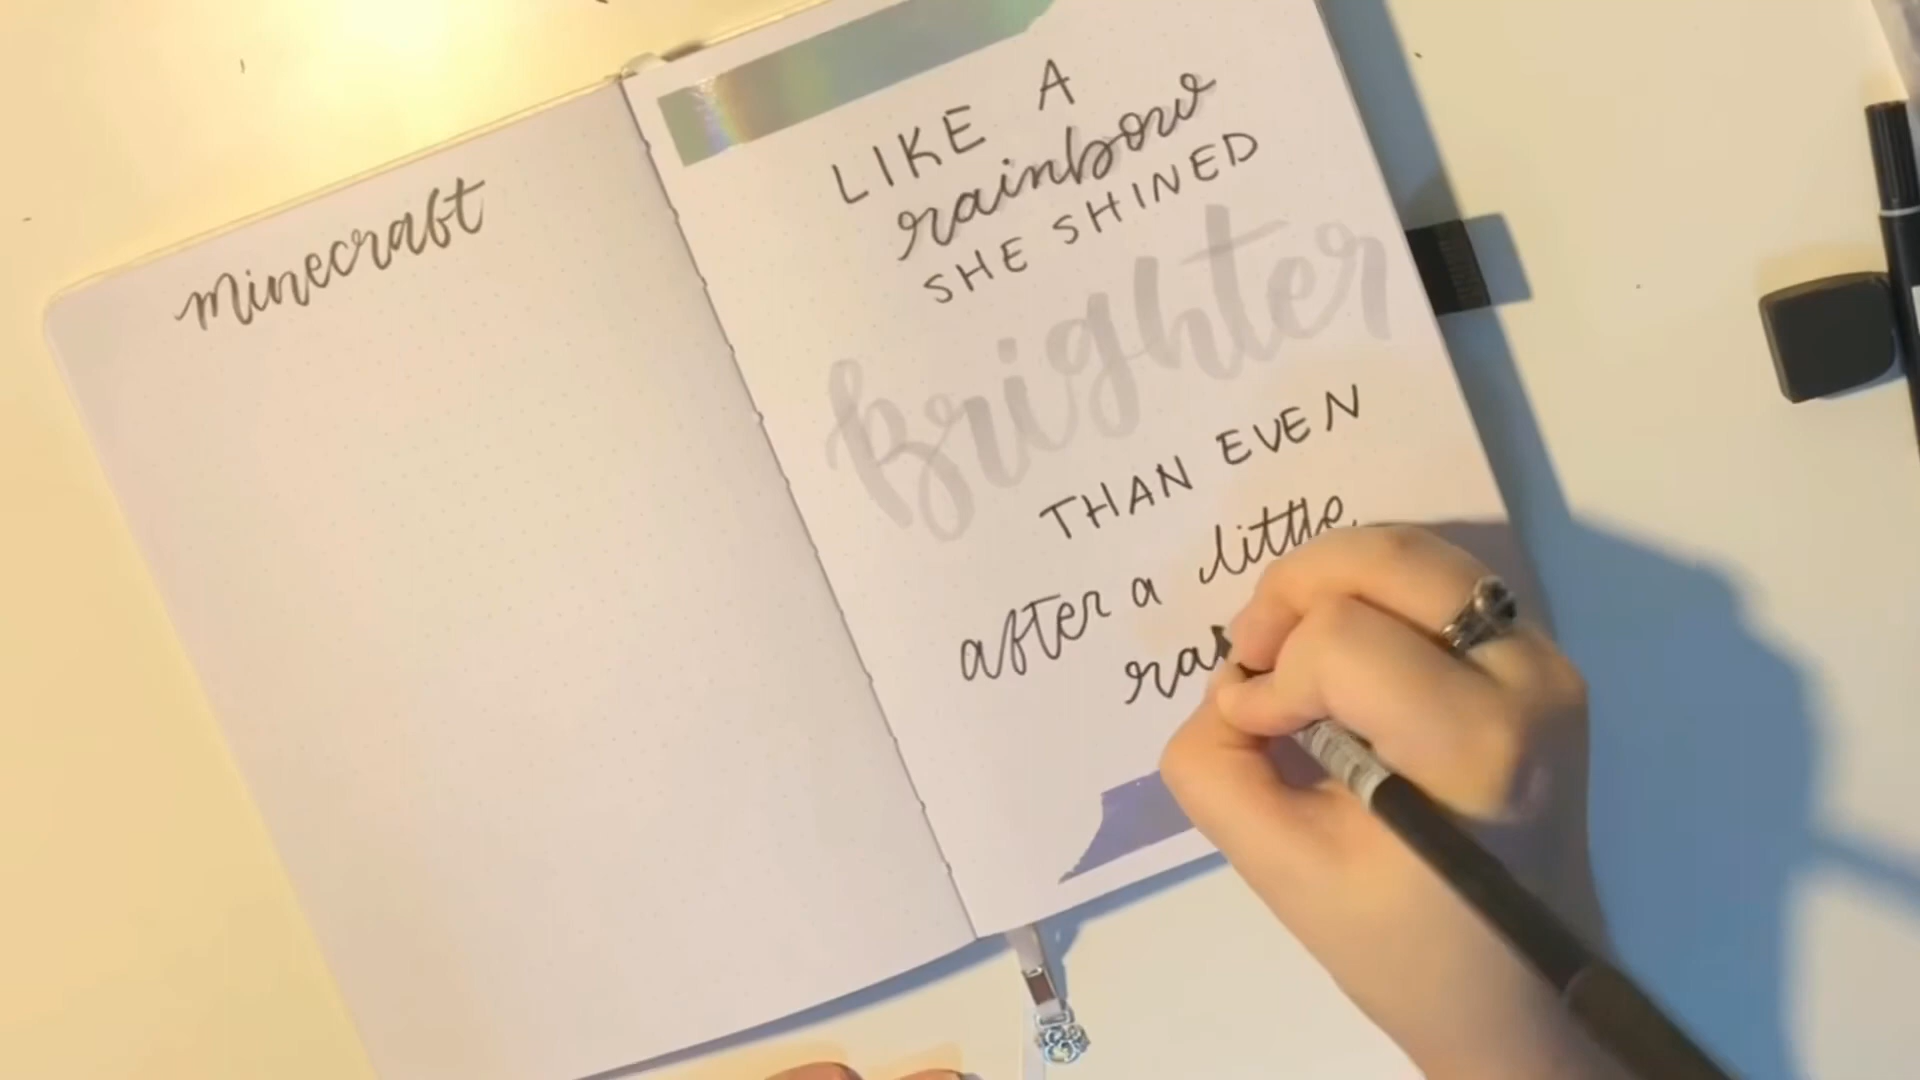 minecraft
LIKE A
rainbow
SHE SHINED
Brighter
THAN EVEN
after a little